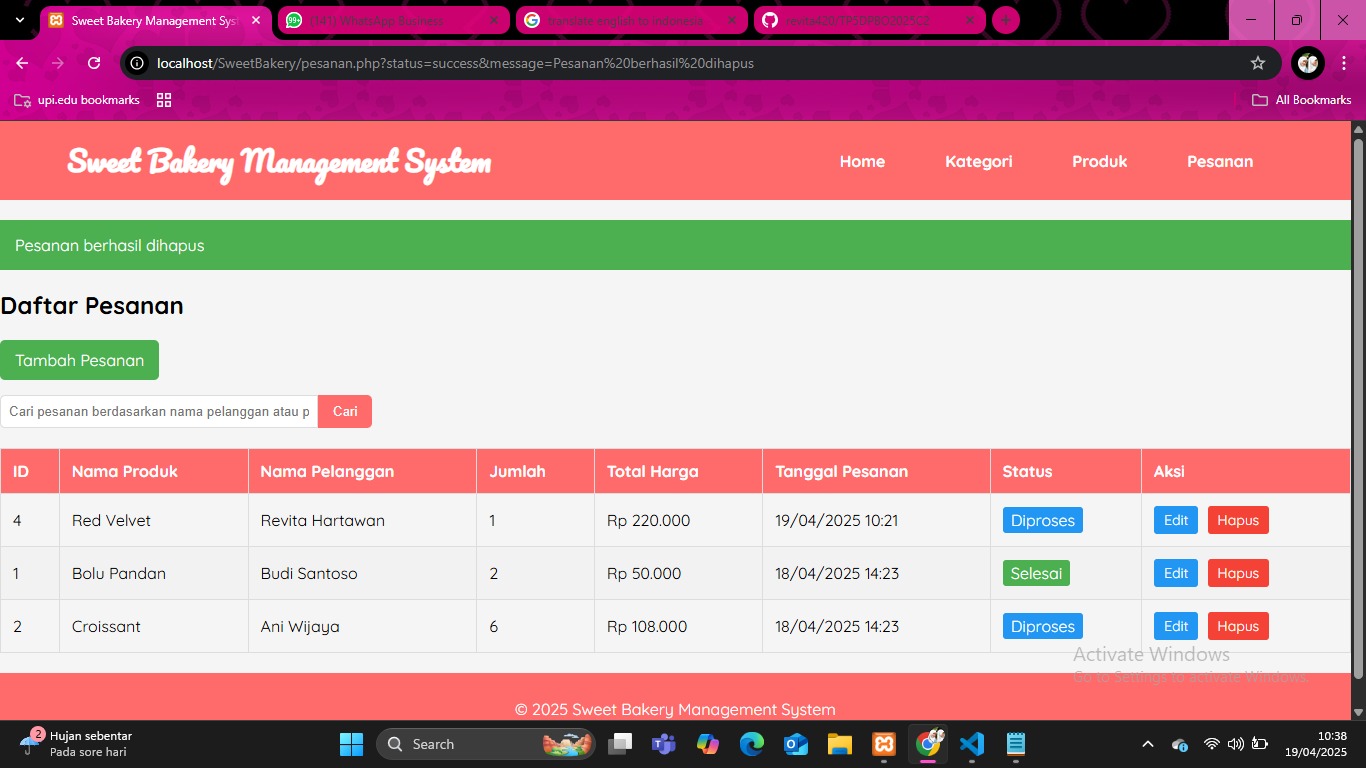 Sweet Bakery Management Sys
99+ (141) WhatsApp Business
translate english to indonesia
revita420/TP5DPBO2025C2
localhost/SweetBakery/pesanan.php?status=success&message=Pesanan%20berhasil%20dihapus
upi.edu bookmarks
All Bookmarks
Sweet Bakery Management System
Home Kategori Produk Pesanan
Pesanan berhasil dihapus
Daftar Pesanan
Tambah Pesanan
Cari pesanan berdasarkan nama pelanggan atau p Cari
ID Nama Produk Nama Pelanggan Jumlah Total Harga Tanggal Pesanan Status Aksi
4 Red Velvet Revita Hartawan 1 Rp 220.000 19/04/2025 10:21 Diproses Edit Hapus
1 Bolu Pandan Budi Santoso 2 Rp 50.000 18/04/2025 14:23 Selesai Edit Hapus
2 Croissant Ani Wijaya 6 Rp 108.000 18/04/2025 14:23 Diproses Edit Hapus
Activate Windows
Go to Settings to activate Windows.
© 2025 Sweet Bakery Management System
2 Hujan sebentar
Pada sore hari
Search
10:38
19/04/2025